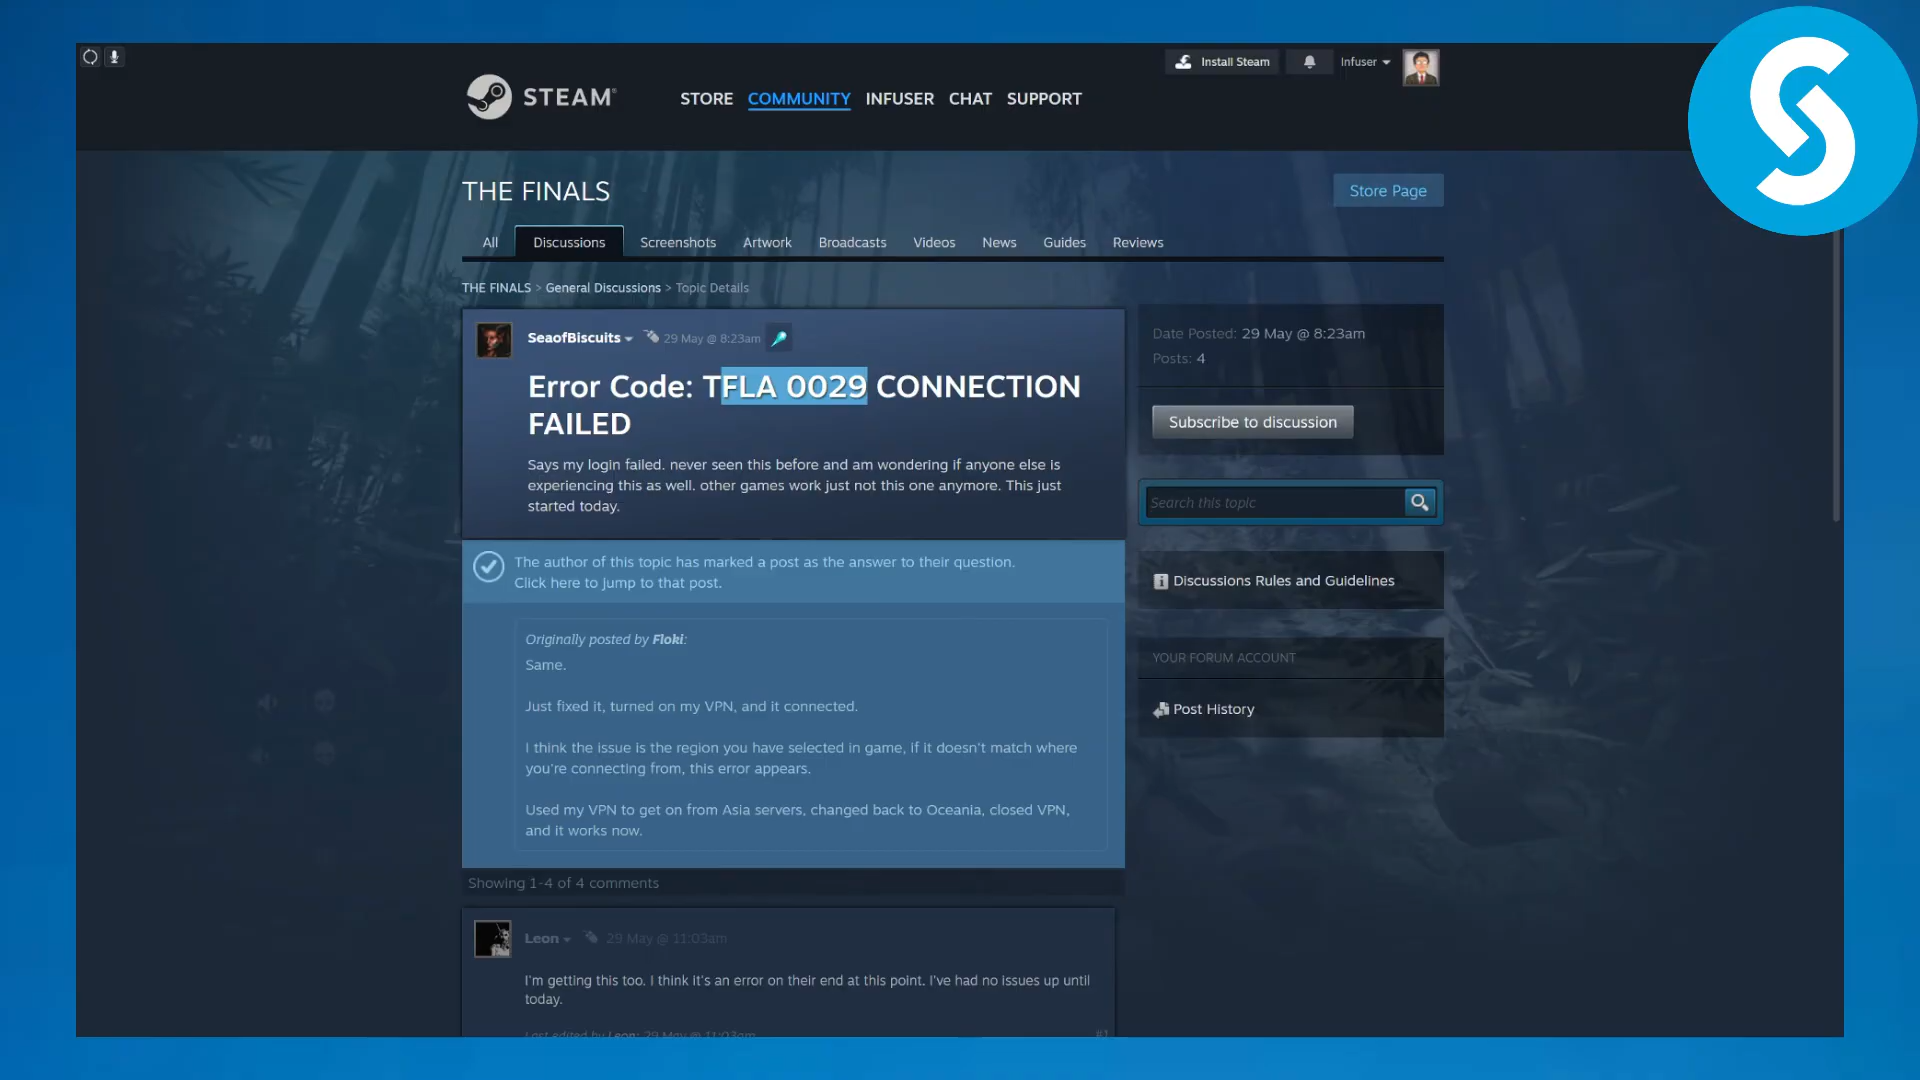 Install Steam
Infuser
STEAM®
STORE COMMUNITY INFUSER CHAT SUPPORT
THE FINALS
Store Page
All Discussions Screenshots Artwork Broadcasts Videos News Guides Reviews
THE FINALS > General Discussions > Topic Details
SeaofBiscuits 29 May @ 8:23am
Error Code: TFLA 0029 CONNECTION
FAILED
Says my login failed. never seen this before and am wondering if anyone else is
experiencing this as well. other games work just not this one anymore. This just
started today.
The author of this topic has marked a post as the answer to their question.
Click here to jump to that post.
Originally posted by Floki:
Same.
Just fixed it, turned on my VPN, and it connected.
I think the issue is the region you have selected in game, if it doesn't match where
you're connecting from, this error appears.
Used my VPN to get on from Asia servers, changed back to Oceania, closed VPN,
and it works now.
Showing 1-4 of 4 comments
Leon 29 May @ 11:03am
I'm getting this too. I think it's an error on their end at this point. I've had no issues up until
today.
Last edited by Leon; 29 May @ 11:03am
#1
Date Posted: 29 May @ 8:23am
Posts: 4
Subscribe to discussion
Search this topic
Discussions Rules and Guidelines
YOUR FORUM ACCOUNT
Post History